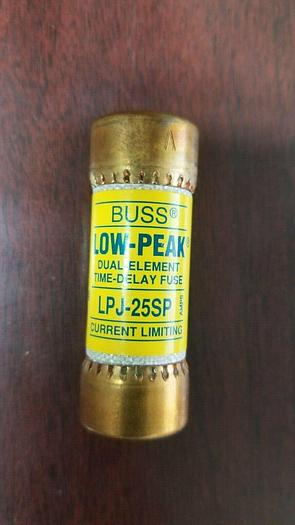 BUSS®
LOW-PEAK®
DUAL-ELEMENT
TIME-DELAY FUSE
LPJ-25SP
AMPS
CURRENT LIMITING